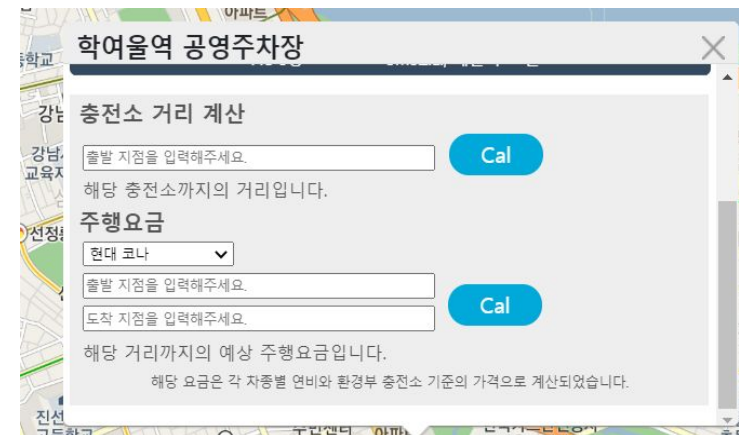 아파트
학여울역 공영주차장
충전소 거리 계산
출발 지점을 입력해주세요.
Cal
해당 충전소까지의 거리입니다.
주행요금
현대 코나
출발 지점을 입력해주세요.
도착 지점을 입력해주세요.
Cal
해당 거리까지의 예상 주행요금입니다.
해당 요금은 각 차종별 연비와 환경부 충전소 기준의 가격으로 계산되었습니다.